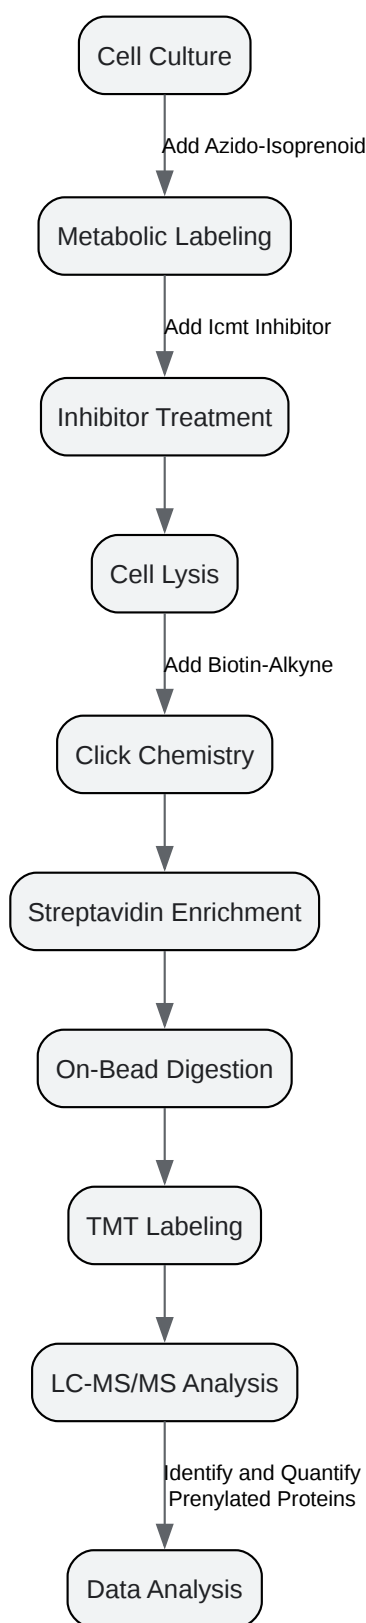 Cell Culture
Add Azido-Isoprenoid
Metabolic Labeling
Add Icmt Inhibitor
Inhibitor Treatment
Cell Lysis
Add Biotin-Alkyne
Click Chemistry
Streptavidin Enrichment
On-Bead Digestion
TMT Labeling
LC-MS/MS Analysis
Identify and Quantify
Prenylated Proteins
Data Analysis